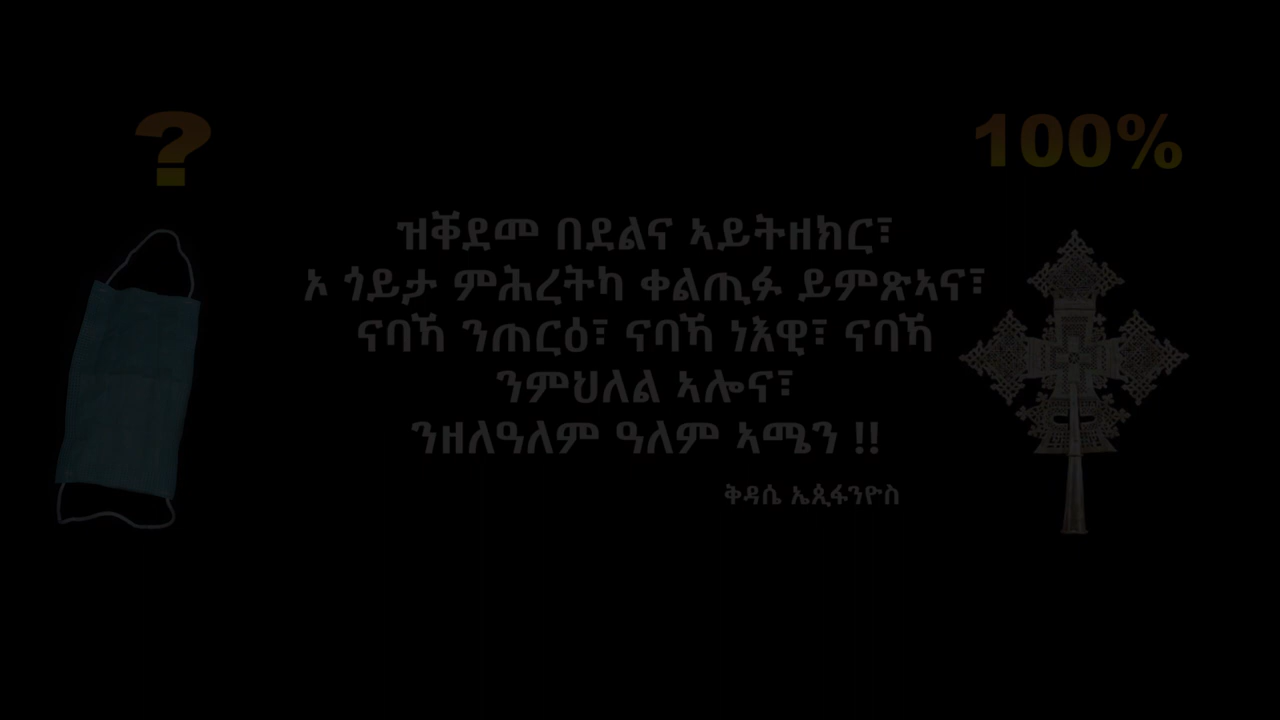 ?
100%
ዝቐደመ በደልና ኣይትዘክር፣
ኦ ጎይታ ምሕረትካ ቀልጢፉ ይምጽኣና፣
ናባኻ ንጠርዕ፣ ናባኻ ነእዊ፣ ናባኻ
ንምህለል ኣሎና፣
ንዘለዓለም ዓለም ኣሜን !!
ቅዳሴ ኤጲፋንዮስ